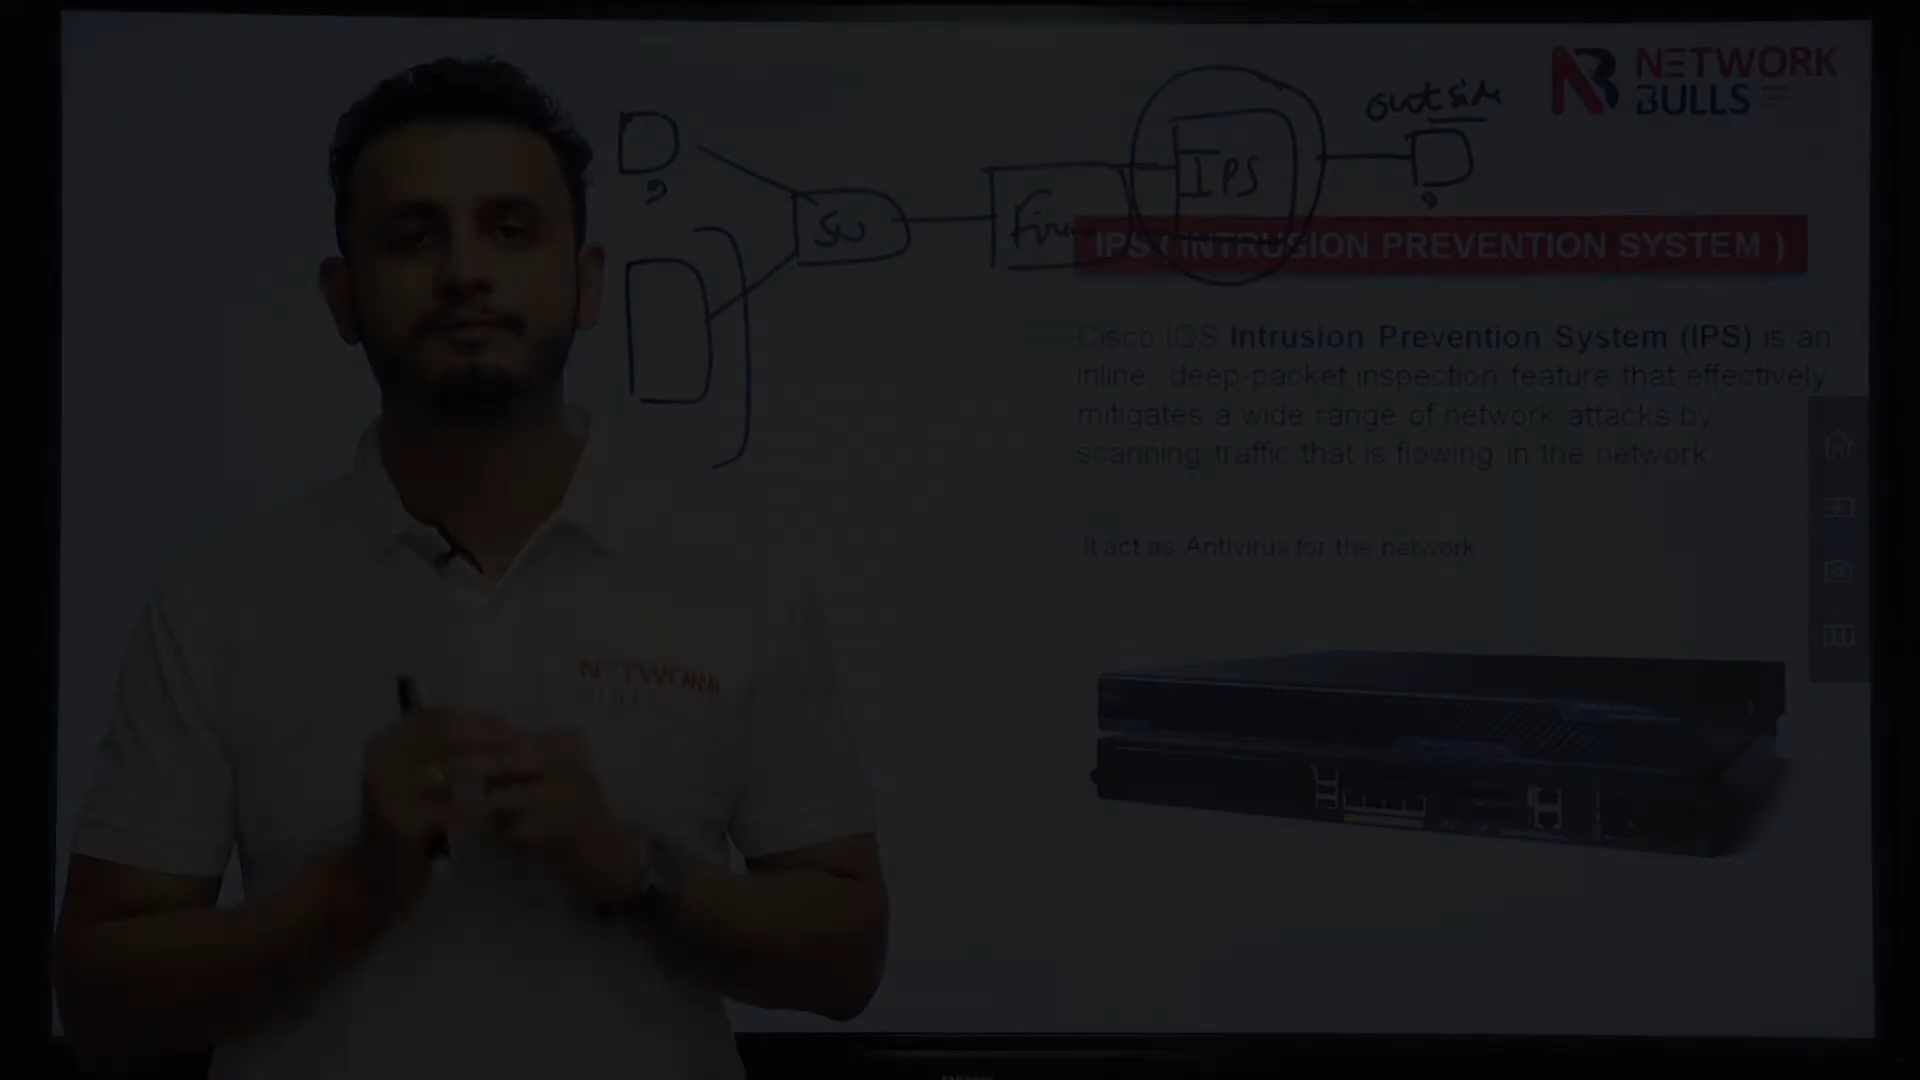 NETWORK
BULLS
outside
IPS
SW
IPS ( INTRUSION PREVENTION SYSTEM )
Cisco IOS Intrusion Prevention System (IPS) is an
inline, deep-packet inspection feature that effectively
mitigates a wide range of network attacks by
scanning traffic that is flowing in the network
It act as Antivirus for the network
NETWORK